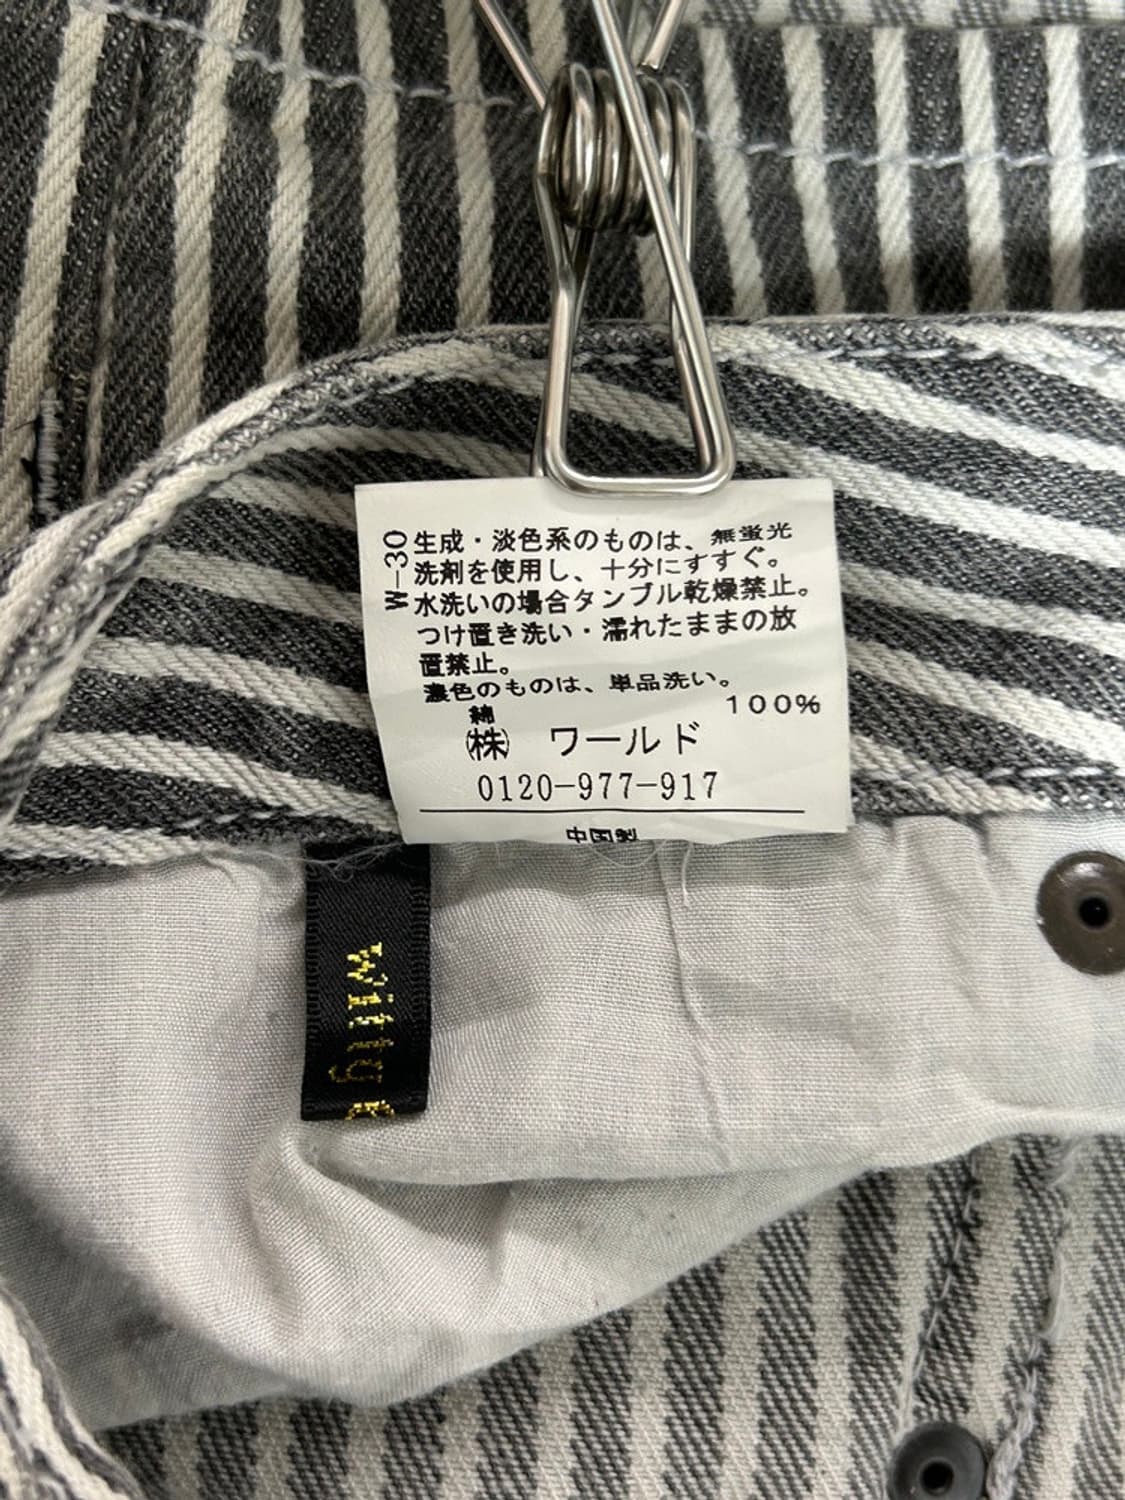 W-30
生成・淡色系のものは、無蛍光
洗剤を使用し、十分にすすぐ。
水洗いの場合タンブル乾燥禁止。
つけ置き洗い・濡れたままの放
置禁止。
濃色のものは、単品洗い。
綿 100%
㈱ ワールド
0120-977-917
中国製